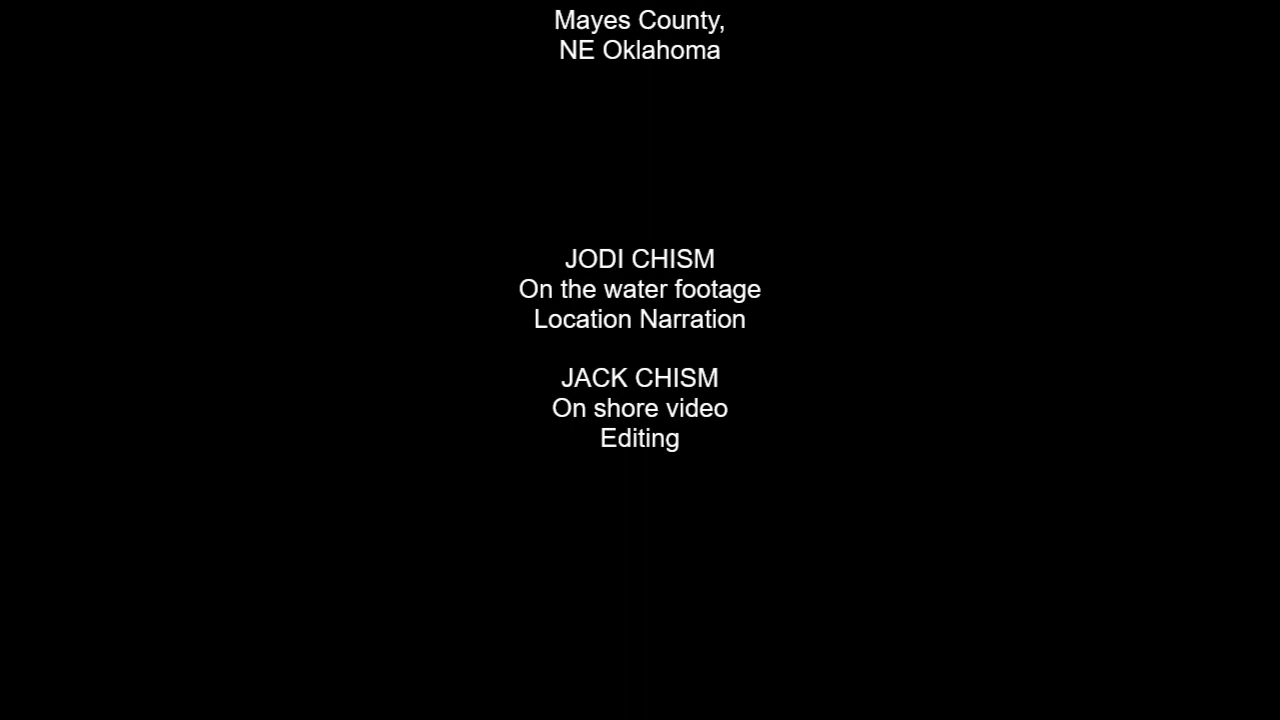 Mayes County,
NE Oklahoma
JODI CHISM
On the water footage
Location Narration
JACK CHISM
On shore video
Editing